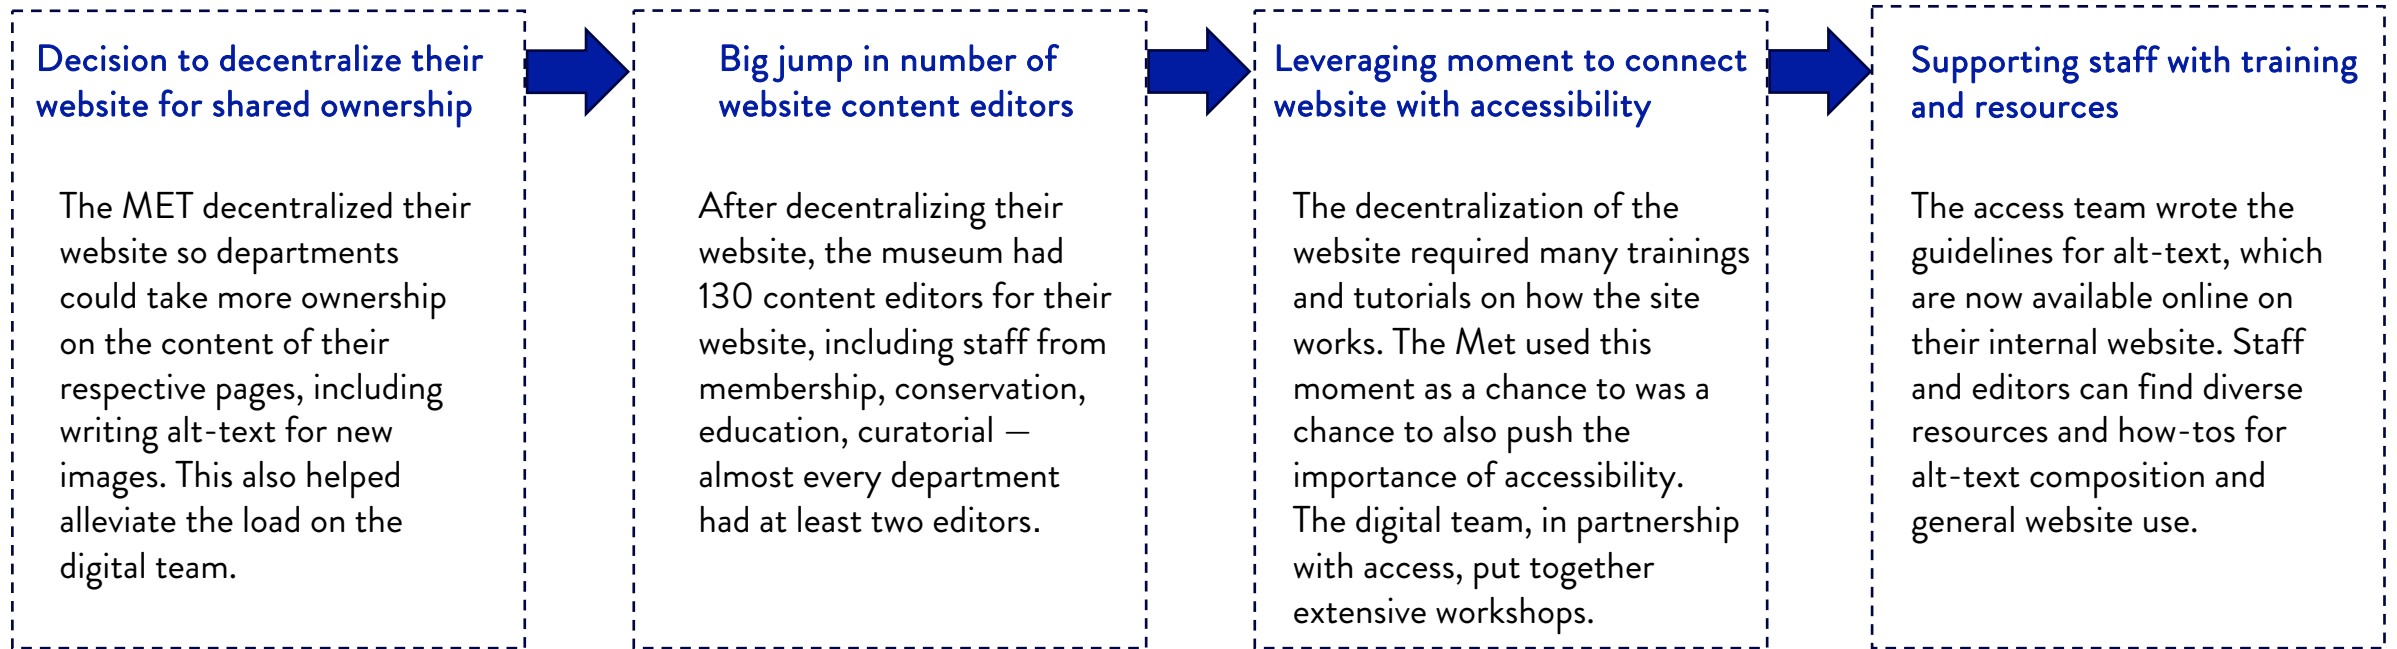 Decision to decentralize their
website for shared ownership
The MET decentralized their
website so departments
could take more ownership
on the content of their
respective pages, including
writing alt-text for new
images. This also helped
alleviate the load on the
digital team.
Big jump in number of
website content editors
After decentralizing their
website, the museum had
130 content editors for their
website, including staff from
membership, conservation,
education, curatorial —
almost every department
had at least two editors.
Leveraging moment to connect
website with accessibility
The decentralization of the
website required many trainings
and tutorials on how the site
works. The Met used this
moment as a chance to was a
chance to also push the
importance of accessibility.
The digital team, in partnership
with access, put together
extensive workshops.
Supporting staff with training
and resources
The access team wrote the
guidelines for alt-text, which
are now available online on
their internal website. Staff
and editors can find diverse
resources and how-tos for
alt-text composition and
general website use.